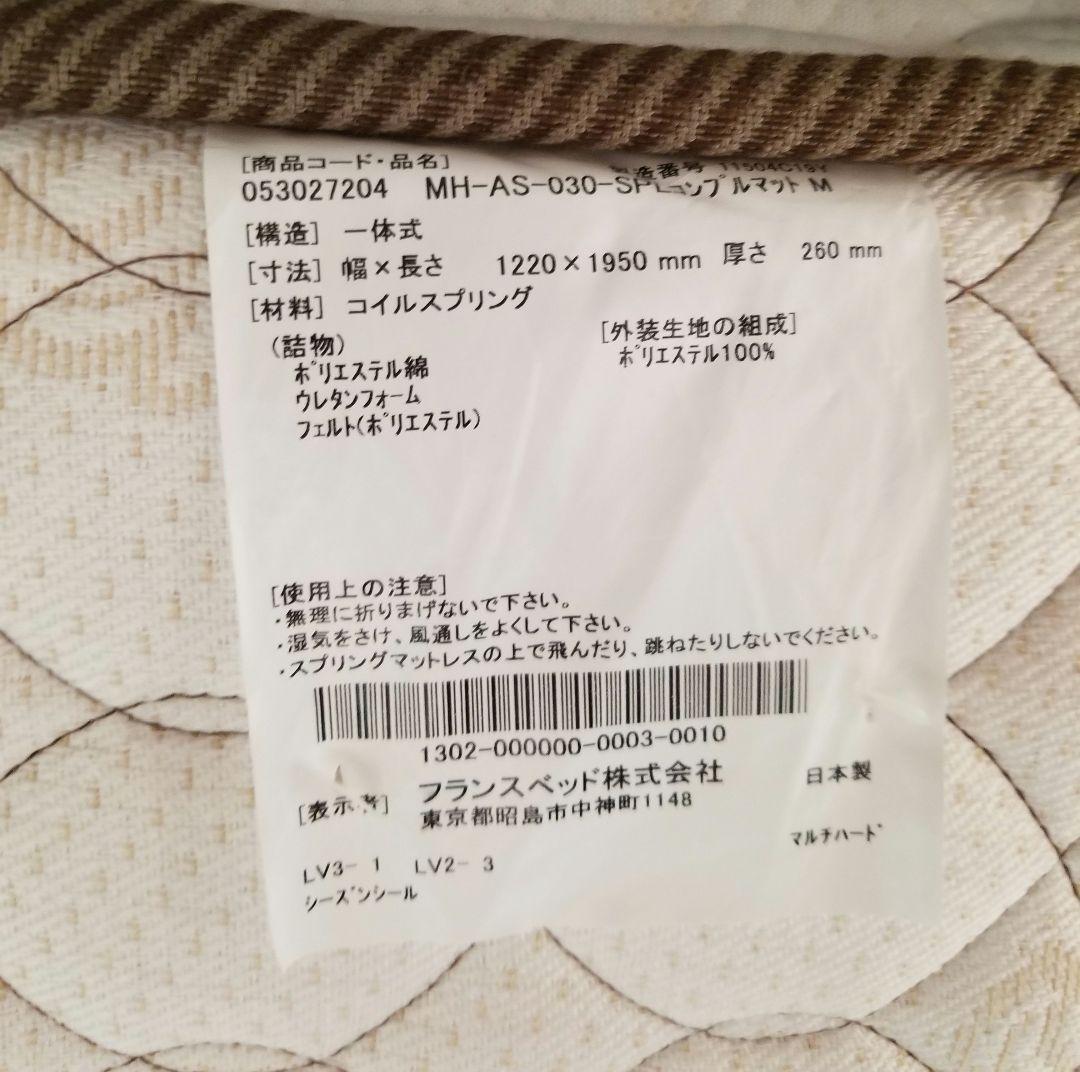 [商品コード・品名] 製造番号
053027204 MH-AS-030-SP サンプルマット M
[構造] 一体式
[寸法] 幅×長さ 1220×1950 mm 厚さ 260 mm
[材料] コイルスプリング
(詰物) [外装生地の組成]
ポリエステル綿 ポリエステル100%
ウレタンフォーム
フェルト(ポリエステル)
[使用上の注意]
・無理に折りまげないで下さい。
・湿気をさけ、風通しをよくして下さい。
・スプリングマットレスの上で飛んだり、跳ねたりしないでください。
1302-000000-0003-0010
[表示者] フランスベッド株式会社 日本製
東京都昭島市中神町1148
マルチハード
LV3- 1 LV2- 3
シーズンシール